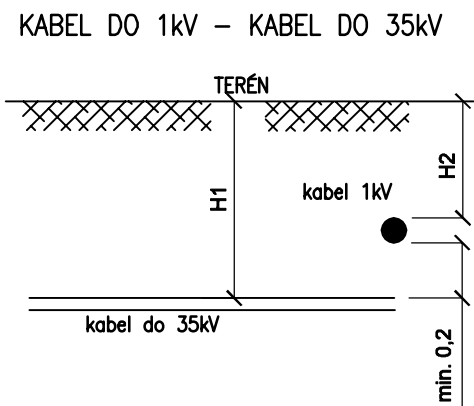 KABEL DO 1kV – KABEL DO 35kV
TERÉN
H1
H2
kabel 1kV
kabel do 35kV
min. 0,2